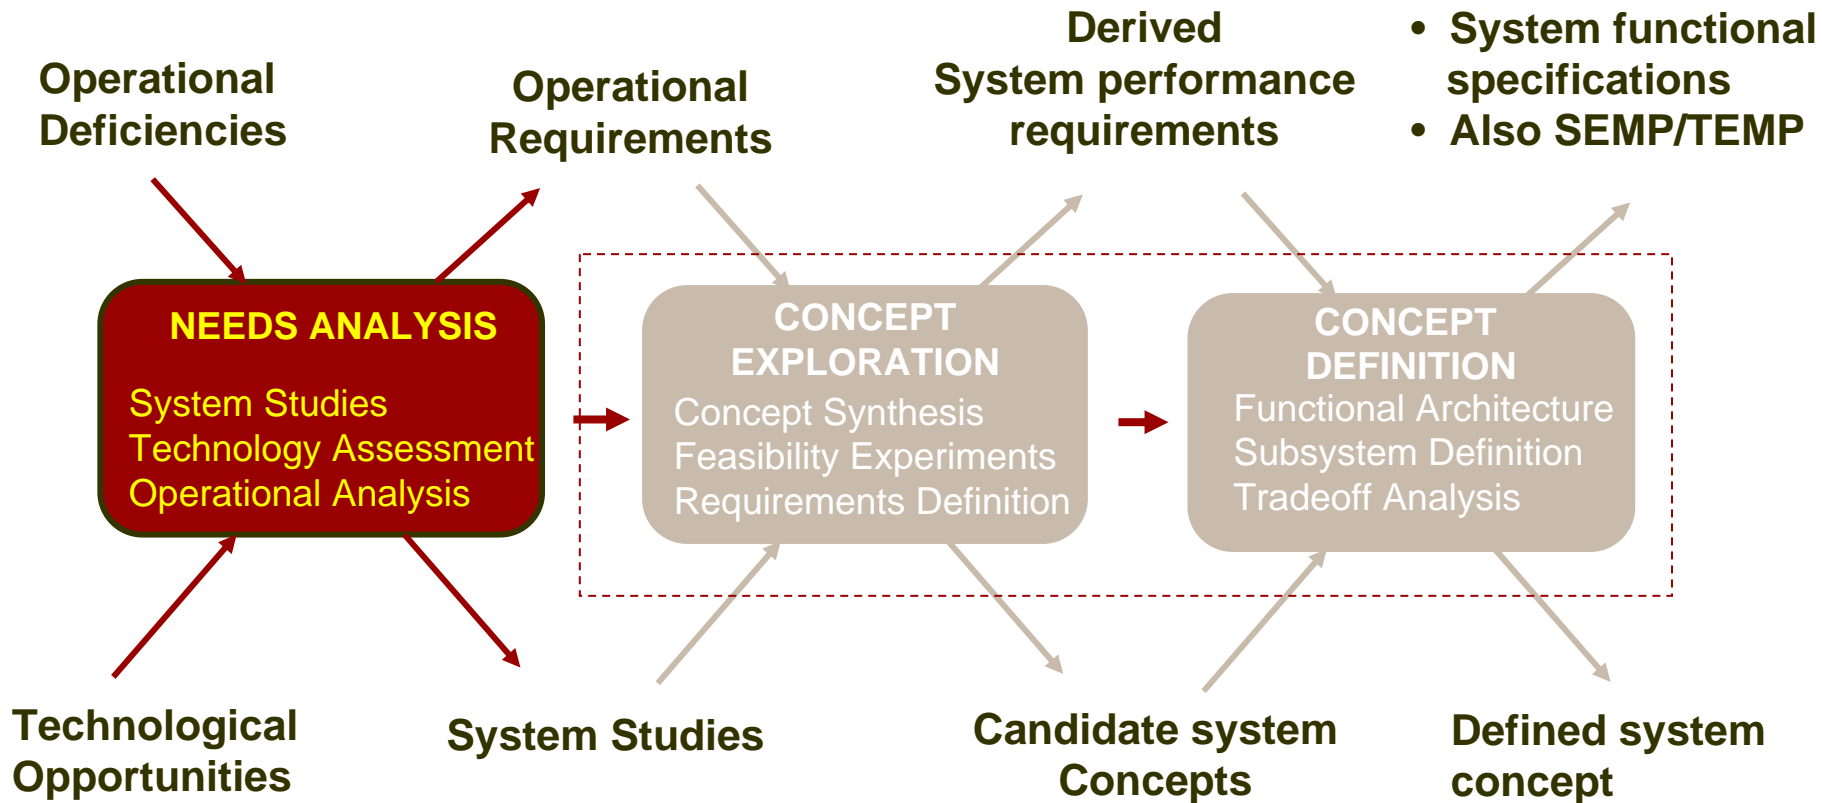 Operational
Deficiencies
Operational
Requirements
Derived
System performance
requirements
• System functional
specifications
• Also SEMP/TEMP
NEEDS ANALYSIS
System Studies
Technology Assessment
Operational Analysis
CONCEPT
EXPLORATION
Concept Synthesis
Feasibility Experiments
Requirements Definition
CONCEPT
DEFINITION
Functional Architecture
Subsystem Definition
Tradeoff Analysis
Technological
Opportunities
System Studies
Candidate system
Concepts
Defined system
concept